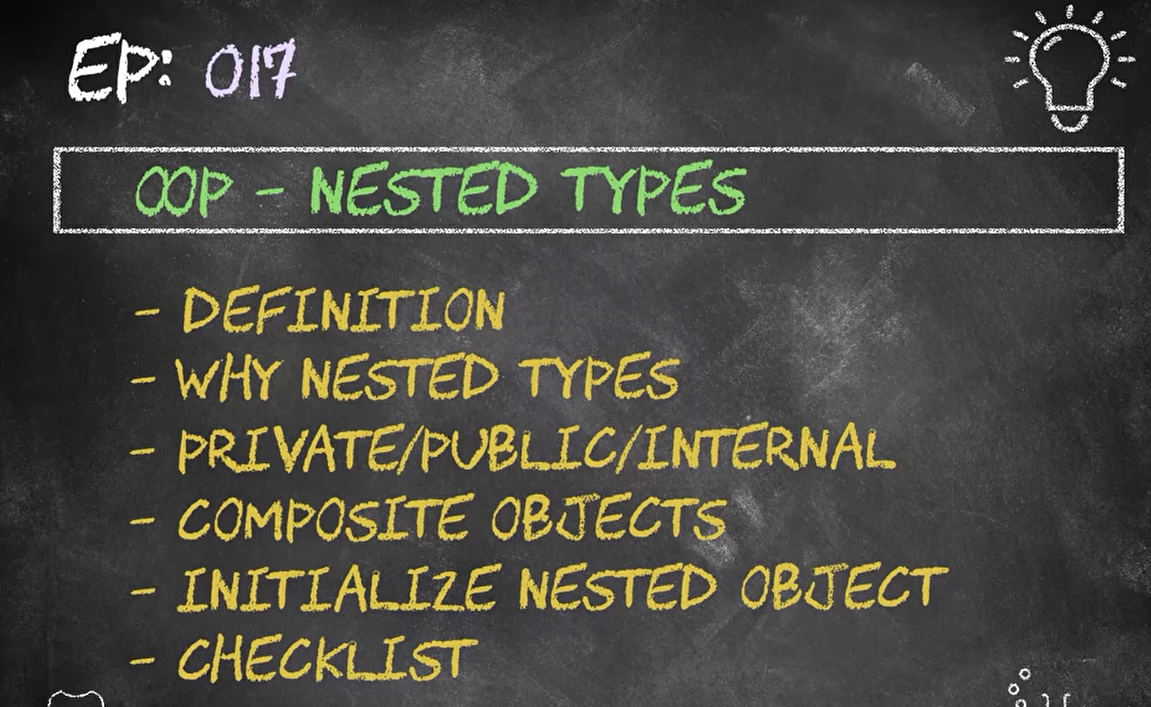 EP: 017
OOP - NESTED TYPES
- DEFINITION
- WHY NESTED TYPES
- PRIVATE/PUBLIC/INTERNAL
- COMPOSITE OBJECTS
- INITIALIZE NESTED OBJECT
- CHECKLIST